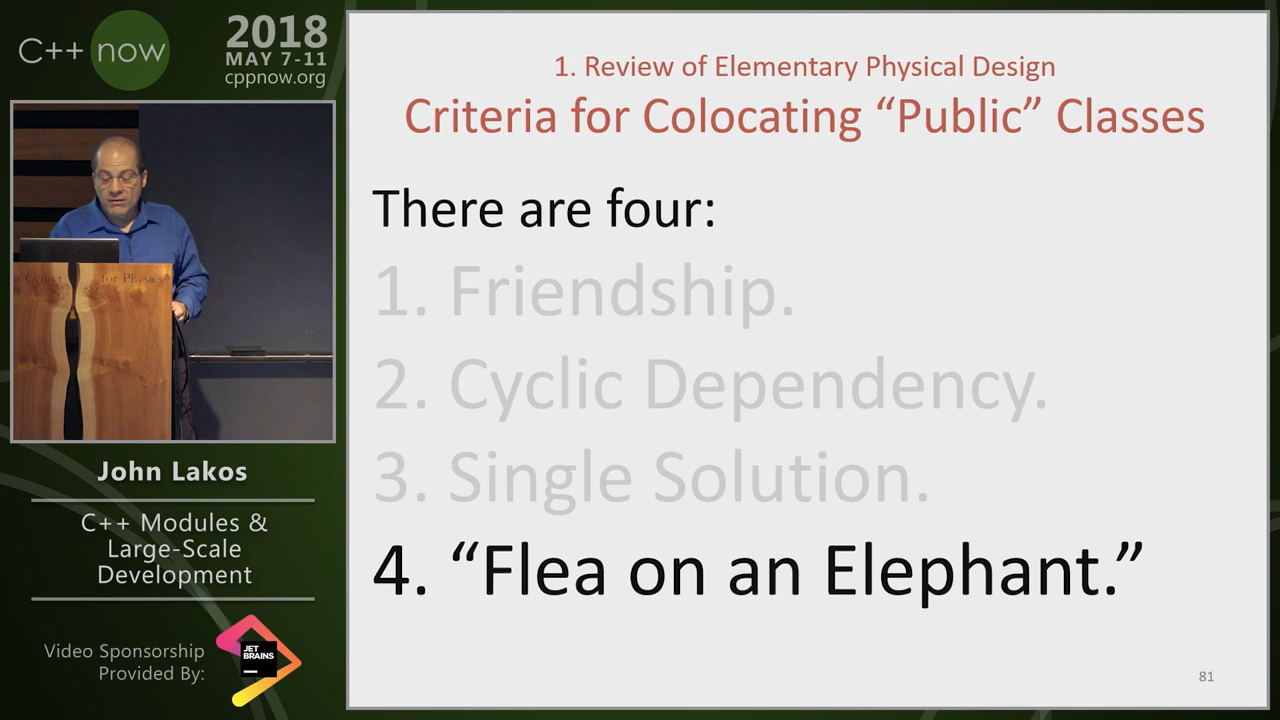 C++ now
2018
MAY 7-11
cppnow.org
for Physics
John Lakos
C++ Modules &
Large-Scale
Development
Video Sponsorship
Provided By:
JET
BRAINS
1. Review of Elementary Physical Design
Criteria for Colocating “Public” Classes
There are four:
1. Friendship.
2. Cyclic Dependency.
3. Single Solution.
4. “Flea on an Elephant.”
81